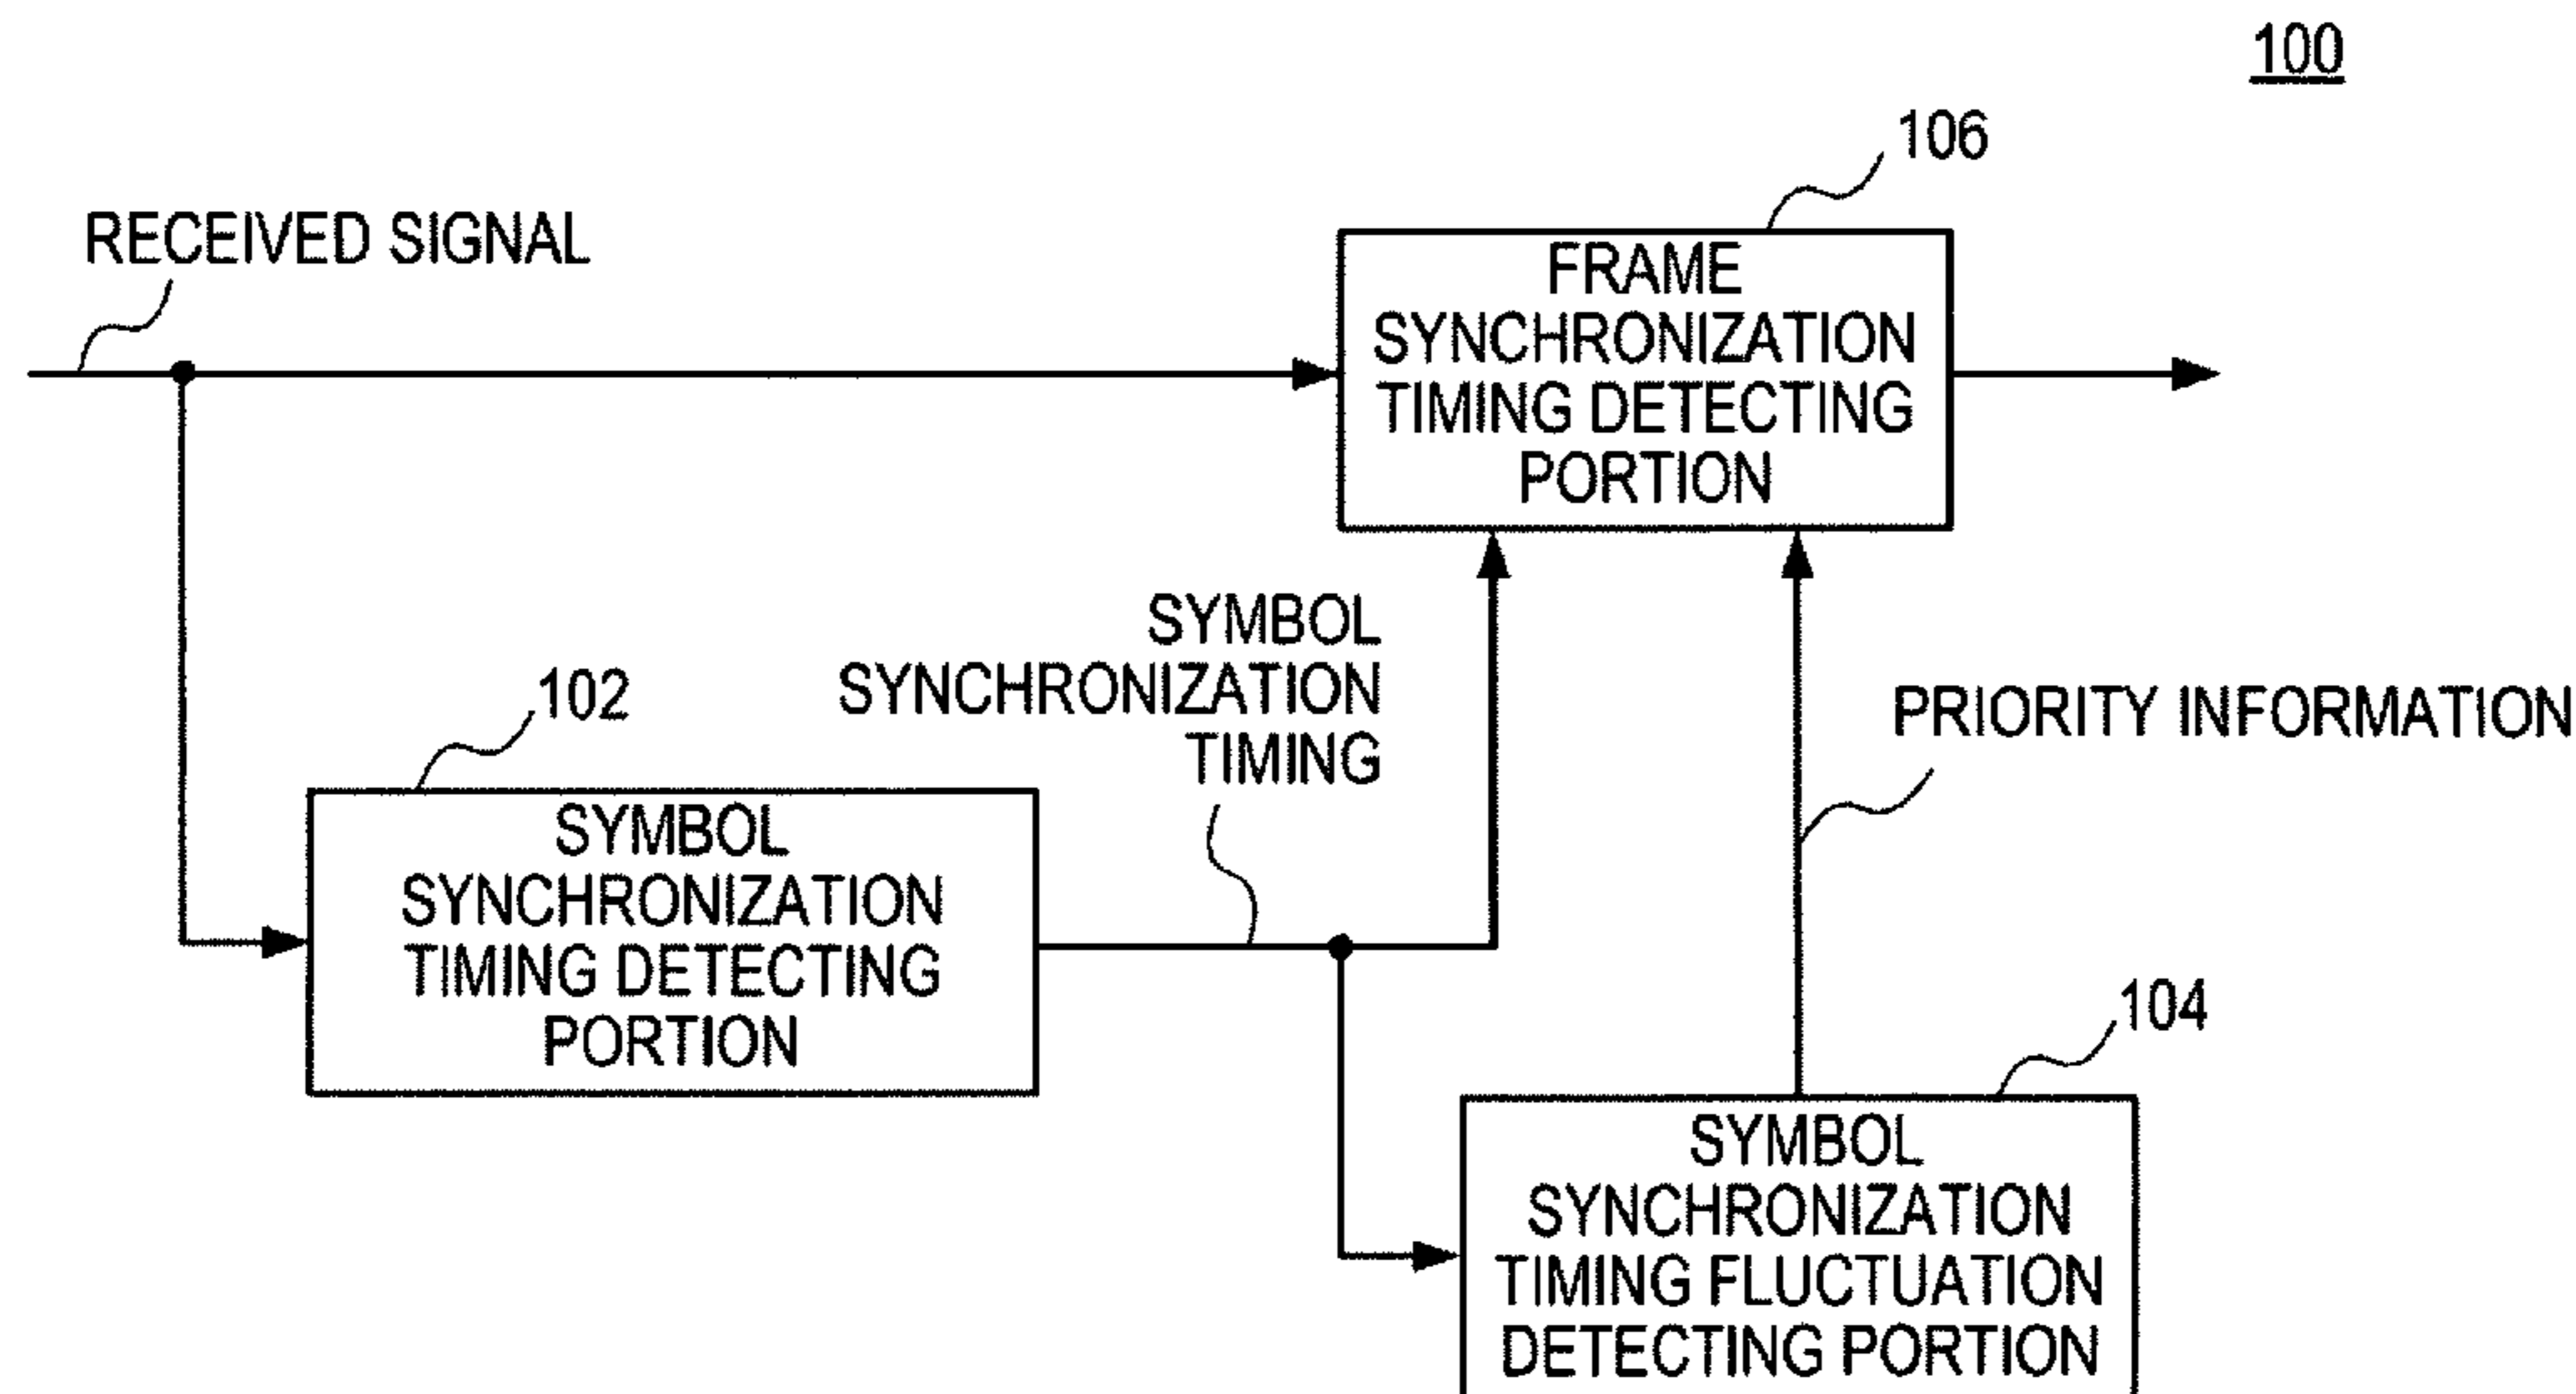 100
106
RECEIVED SIGNAL
FRAME
SYNCHRONIZATION
TIMING DETECTING
PORTION
SYMBOL
SYNCHRONIZATION
TIMING
102
PRIORITY INFORMATION
SYMBOL
SYNCHRONIZATION
TIMING DETECTING
PORTION
104
SYMBOL
SYNCHRONIZATION
TIMING FLUCTUATION
DETECTING PORTION